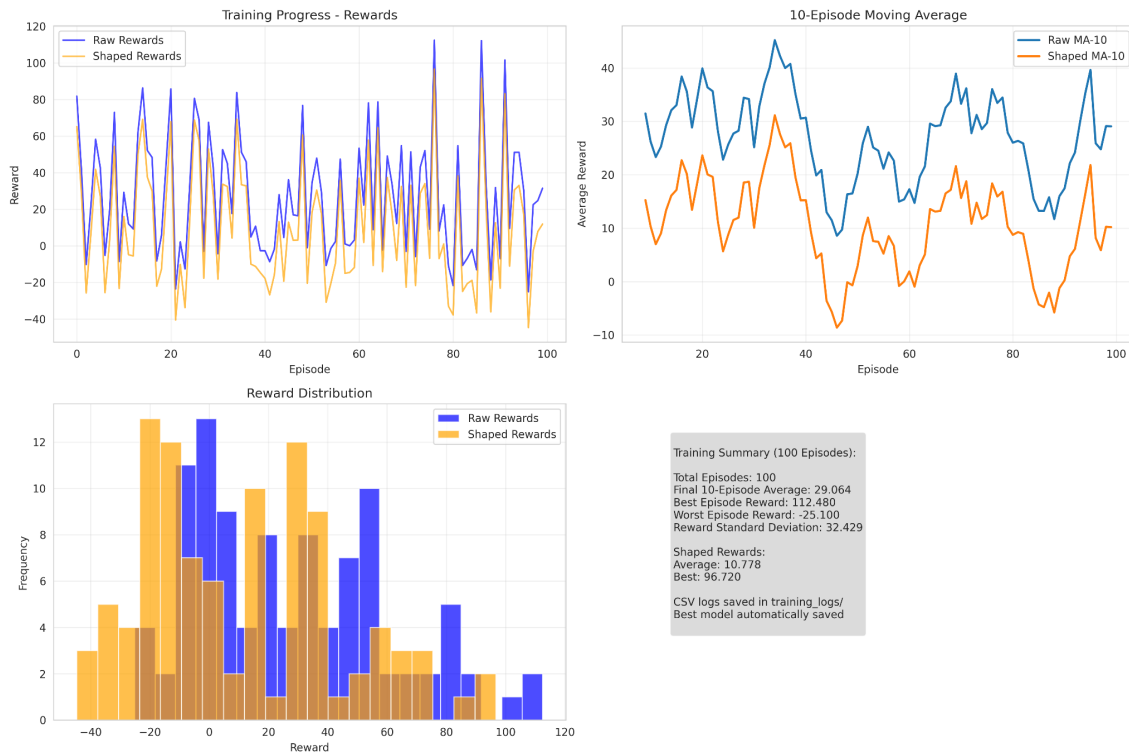 Training Progress - Rewards
Raw Rewards
Shaped Rewards
120
100
80
60
40
20
0
−20
−40
Reward
0
20
40
60
80
100
Episode
10-Episode Moving Average
Raw MA-10
Shaped MA-10
40
30
20
10
0
−10
Average Reward
20
40
60
80
100
Episode
Reward Distribution
Raw Rewards
Shaped Rewards
12
10
8
6
4
2
0
Frequency
−40
−20
0
20
40
60
80
100
120
Reward
Training Summary (100 Episodes):
Total Episodes: 100
Final 10-Episode Average: 29.064
Best Episode Reward: 112.480
Worst Episode Reward: -25.100
Reward Standard Deviation: 32.429
Shaped Rewards:
Average: 10.778
Best: 96.720
CSV logs saved in training_logs/
Best model automatically saved